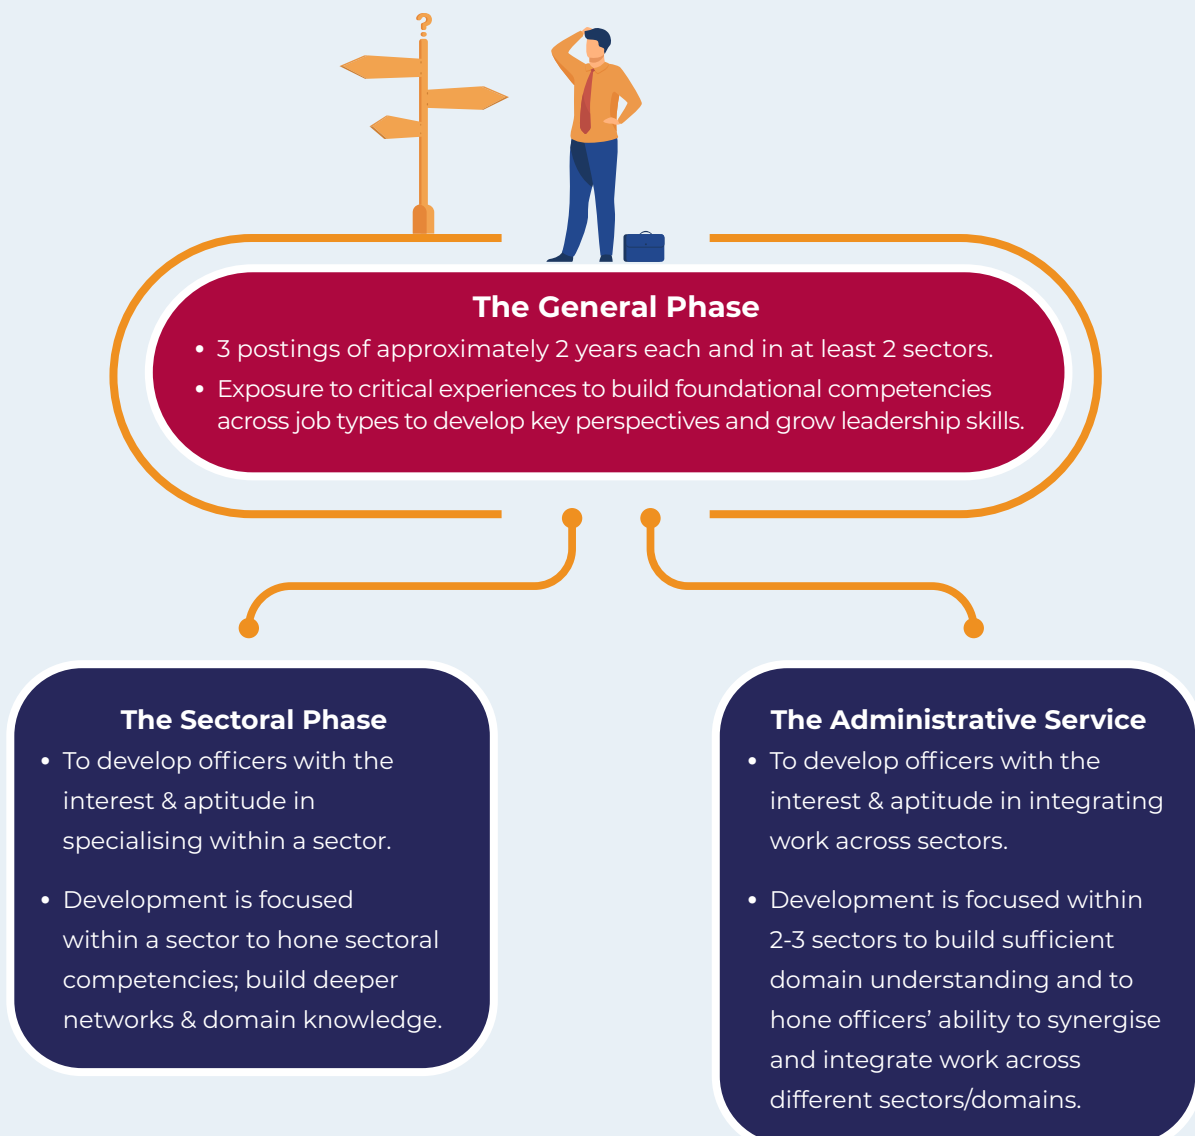 ?
The General Phase
• 3 postings of approximately 2 years each and in at least 2 sectors.
• Exposure to critical experiences to build foundational competencies
across job types to develop key perspectives and grow leadership skills.
The Sectoral Phase
• To develop officers with the
interest & aptitude in
specialising within a sector.
• Development is focused
within a sector to hone sectoral
competencies; build deeper
networks & domain knowledge.
The Administrative Service
• To develop officers with the
interest & aptitude in integrating
work across sectors.
• Development is focused within
2-3 sectors to build sufficient
domain understanding and to
hone officers’ ability to synergise
and integrate work across
different sectors/domains.